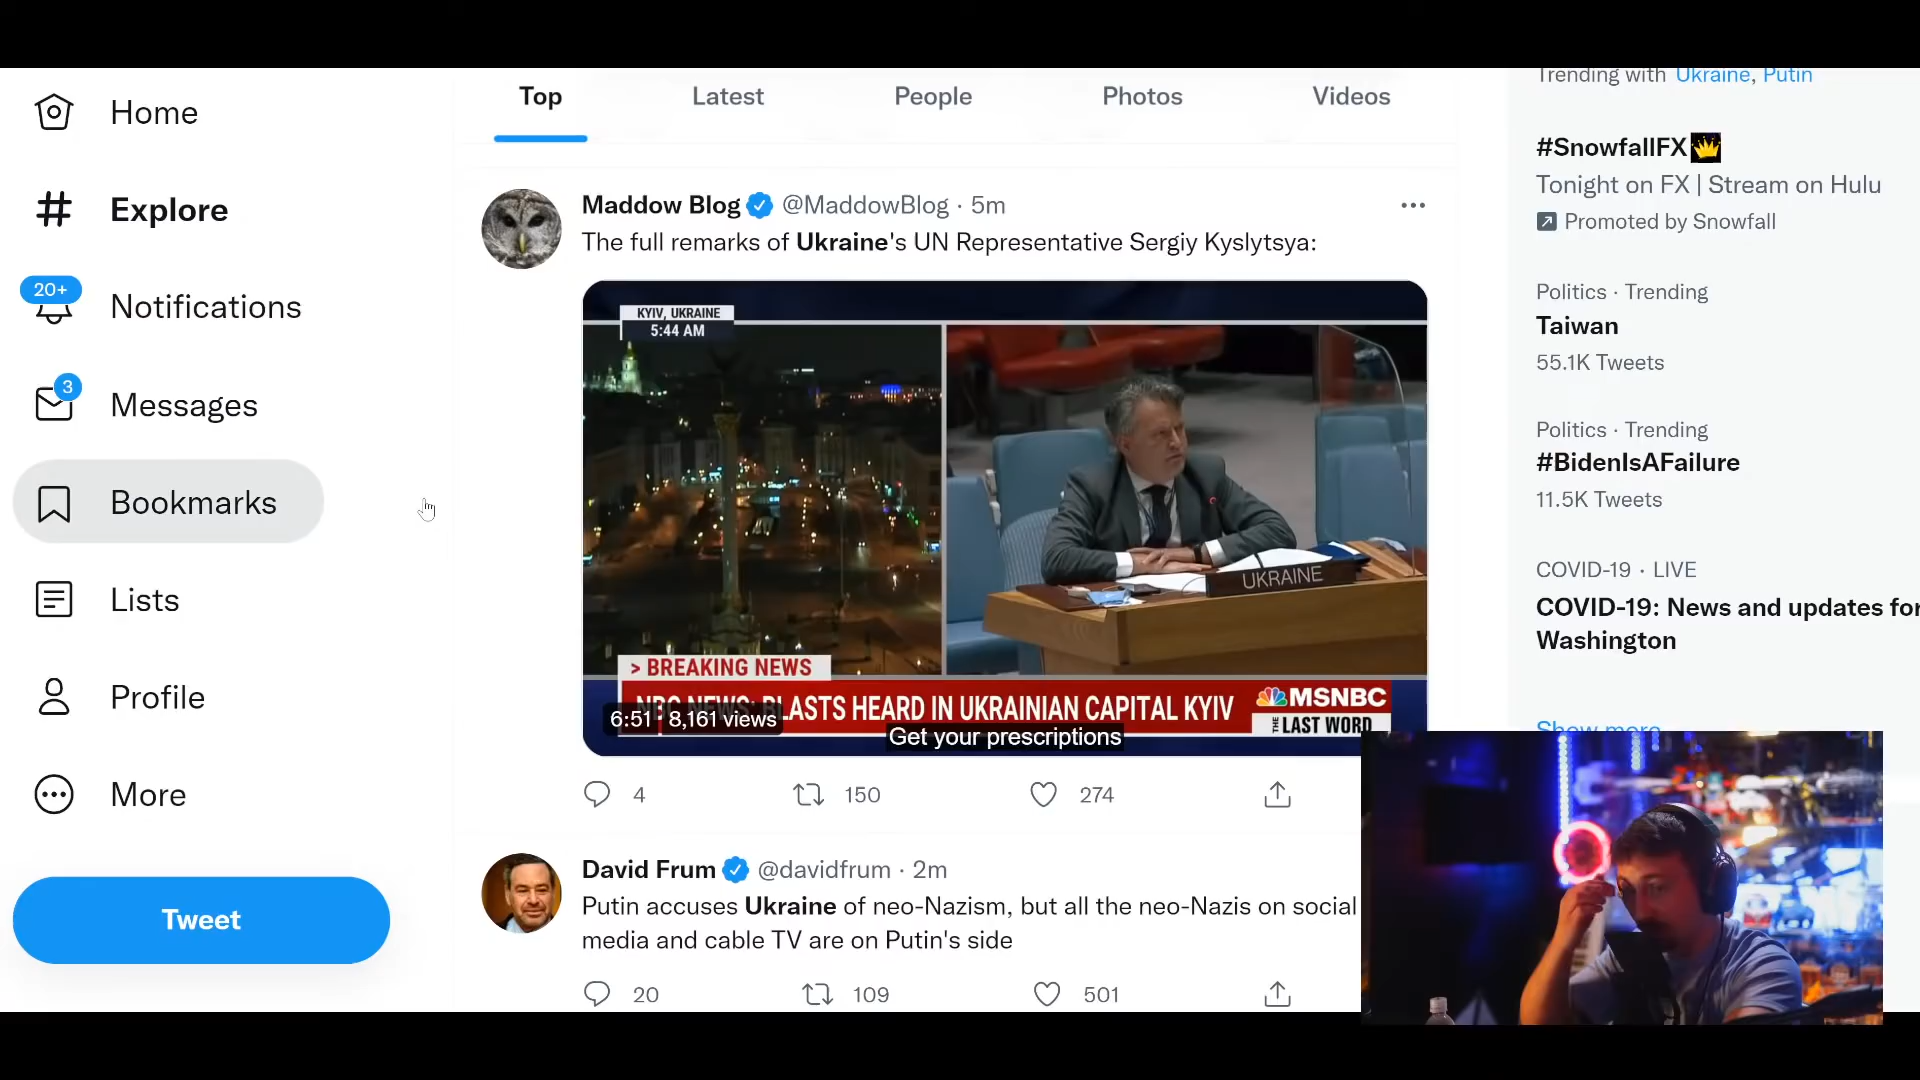 Home
Explore
20+
Notifications
3
Messages
Bookmarks
Lists
Profile
More
Tweet
Top
Latest
People
Photos
Videos
Maddow Blog @MaddowBlog · 5m
The full remarks of Ukraine's UN Representative Sergiy Kyslytsya:
KYIV, UKRAINE
5:44 AM
UKRAINE
> BREAKING NEWS
NBC NEWS: BLASTS HEARD IN UKRAINIAN CAPITAL KYIV
MSNBC
THE LAST WORD
6:51 8,161 views
Get your prescriptions
4
150
274
David Frum @davidfrum · 2m
Putin accuses Ukraine of neo-Nazism, but all the neo-Nazis on social
media and cable TV are on Putin's side
20
109
501
Trending with Ukraine, Putin
#SnowfallFX
Tonight on FX | Stream on Hulu
Promoted by Snowfall
Politics · Trending
Taiwan
55.1K Tweets
Politics · Trending
#BidenIsAFailure
11.5K Tweets
COVID-19 · LIVE
COVID-19: News and updates for
Washington
Show more